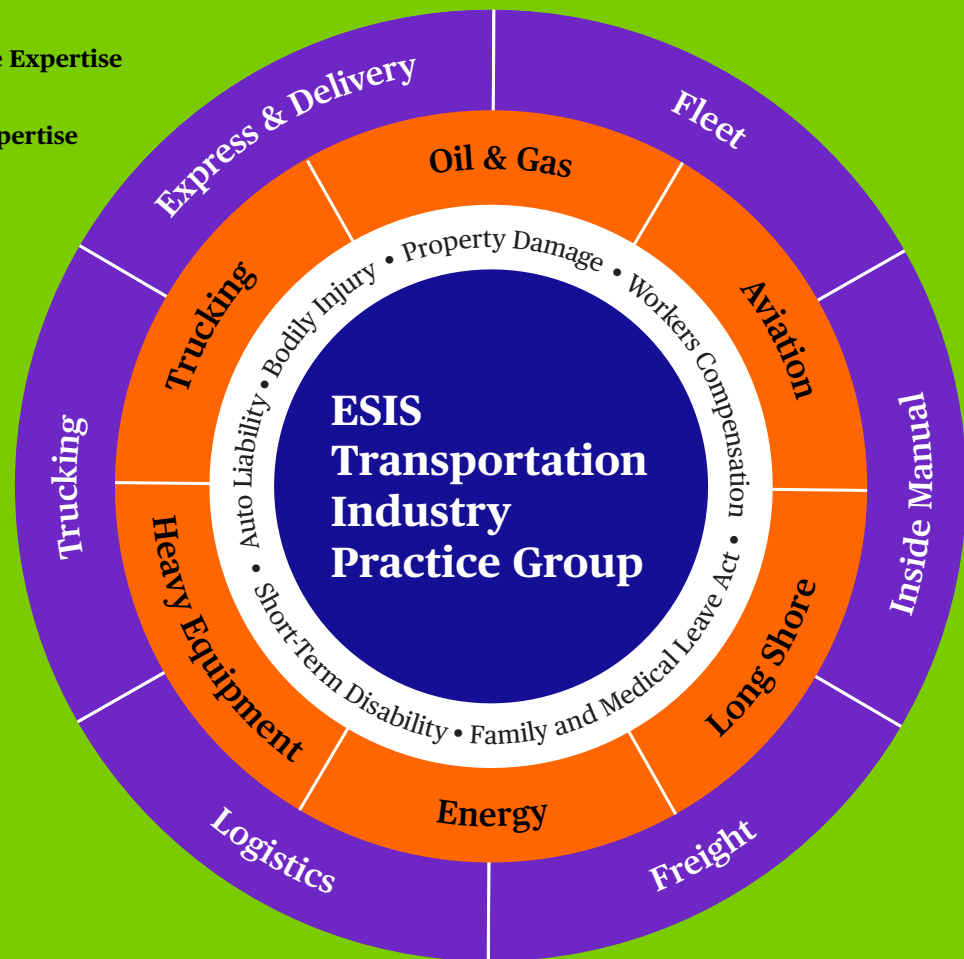 e Expertise
pertise
Express & Delivery
Fleet
Inside Manual
Freight
Logistics
Trucking
Oil & Gas
Aviation
Long Shore
Energy
Heavy Equipment
Trucking
Auto Liability • Bodily Injury • Property Damage • Workers Compensation • Family and Medical Leave Act • Short-Term Disability •
ESIS
Transportation
Industry
Practice Group